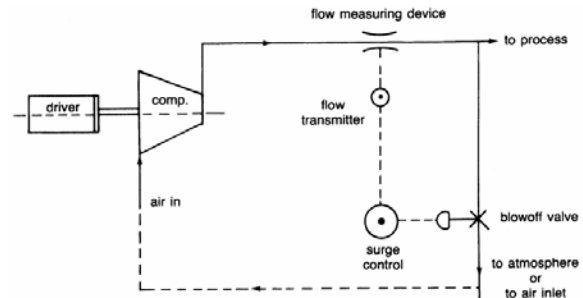 flow measuring device
to process
driver
comp.
flow
transmitter
air in
blowoff valve
surge
control
to atmosphere
or
to air inlet